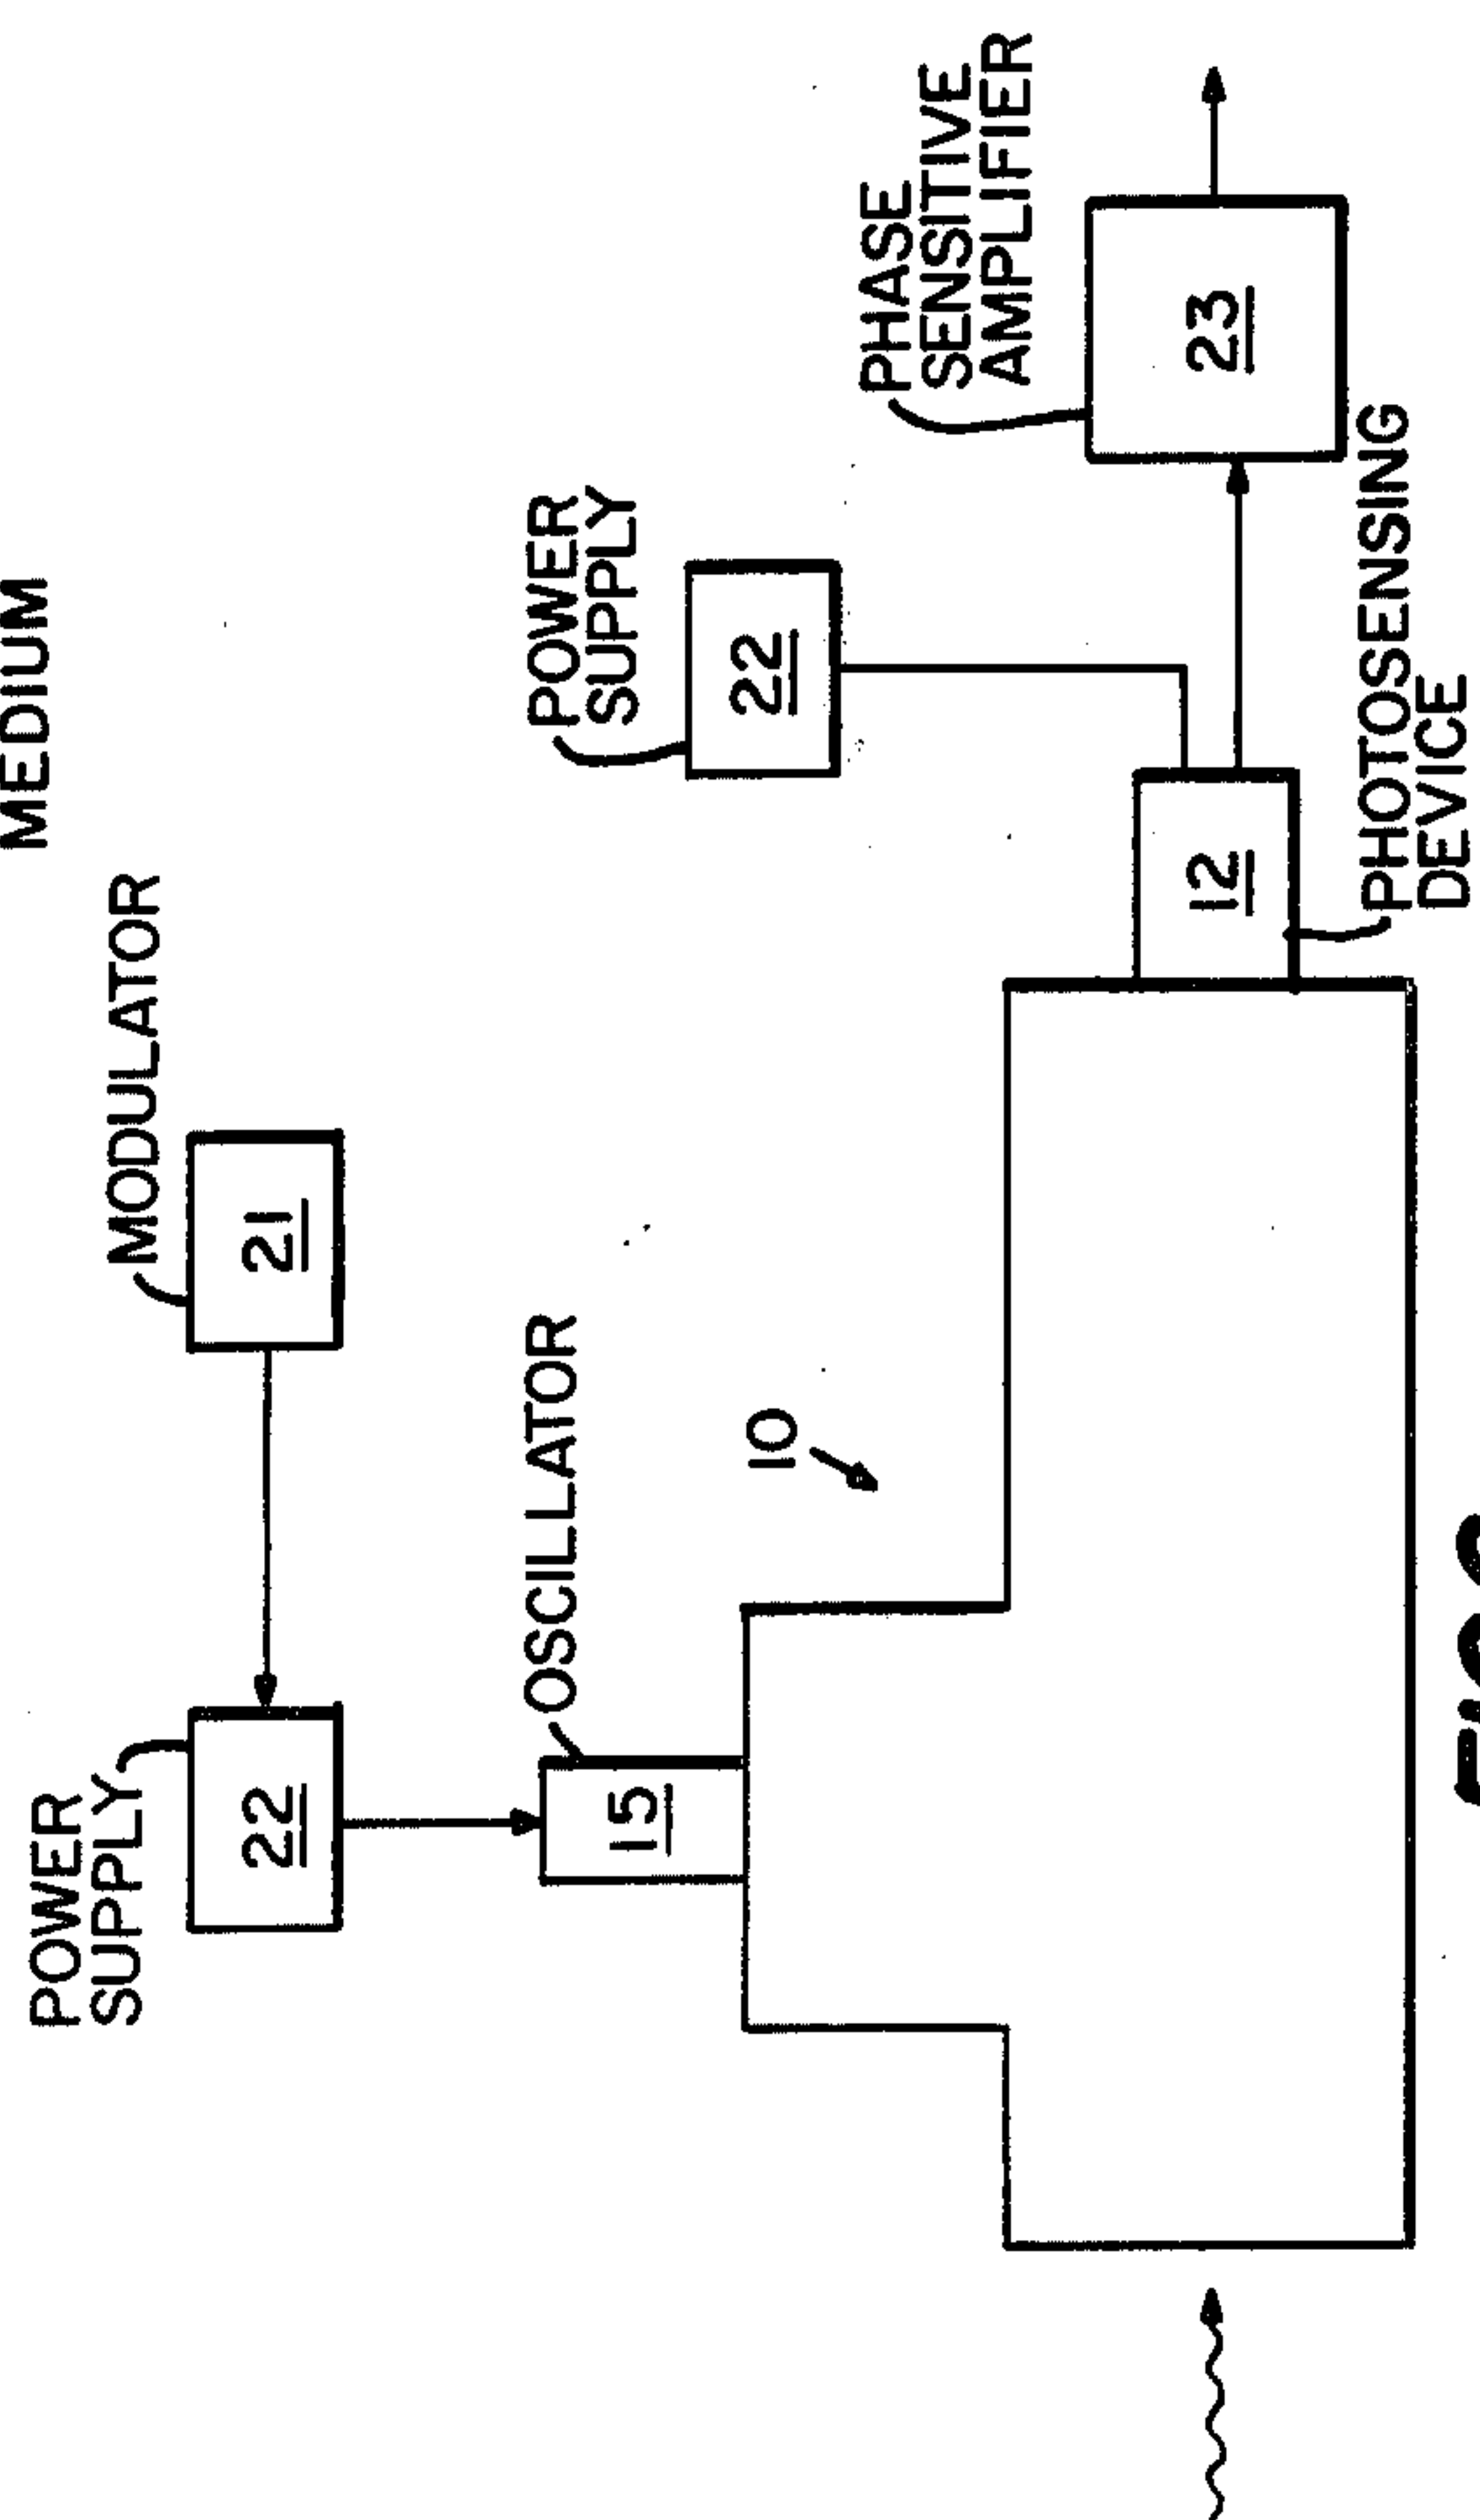 MEDIUM
POWER
SUPPLY
MODULATOR
22
21
OSCILLATOR
15
POWER
SUPPLY
22
10
PHASE
SENSITIVE
AMPLIFIER
12
23
PHOTOSENSING
DEVICE